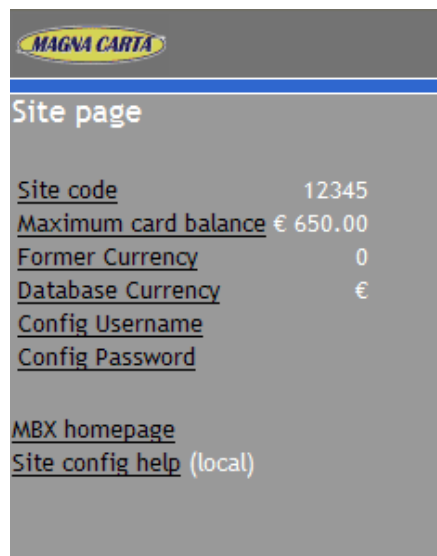 MAGNA CARTA
Site page
Site code 12345
Maximum card balance € 650.00
Former Currency 0
Database Currency €
Config Username
Config Password
MBX homepage
Site config help (local)